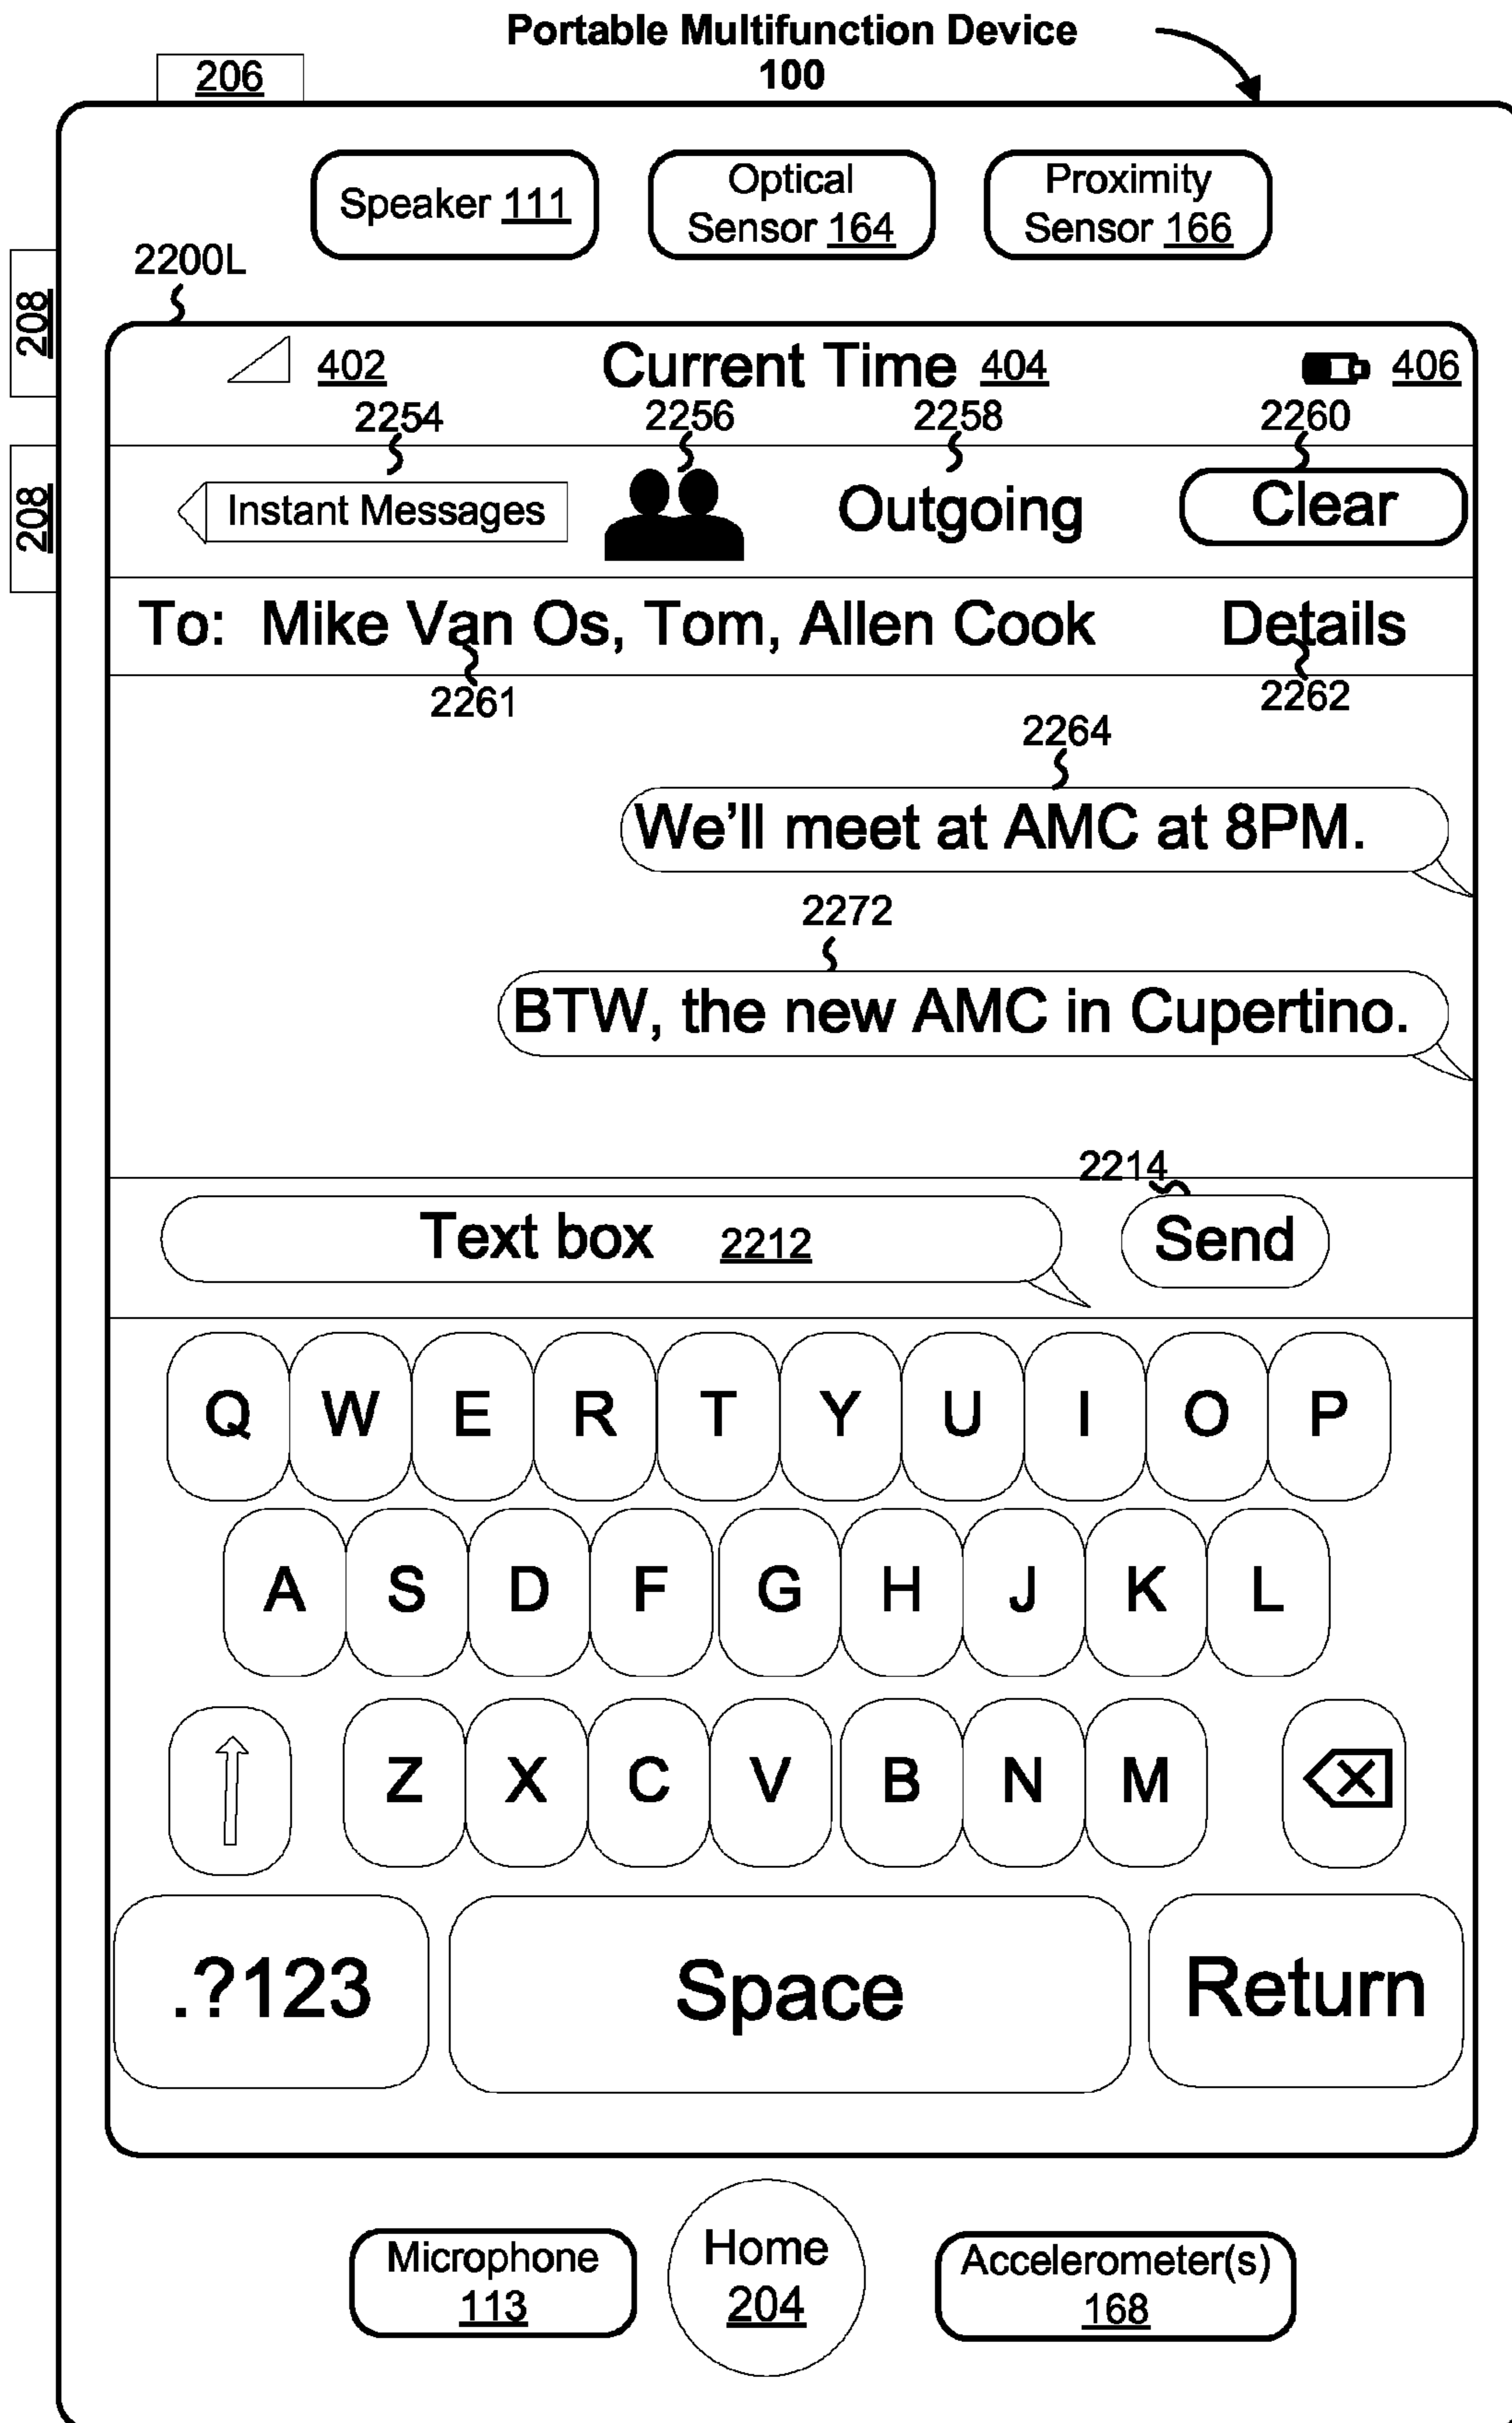 Portable Multifunction Device
100
206
Speaker 111
Optical
Sensor 164
Proximity
Sensor 166
2200L
208
402 Current Time 404 406
2254 2256 2258 2260
208
Instant Messages Outgoing Clear
To: Mike Van Os, Tom, Allen Cook Details
2261 2262
2264
We'll meet at AMC at 8PM.
2272
BTW, the new AMC in Cupertino.
2214
Text box 2212 Send
Q W E R T Y U I O P
A S D F G H J K L
Z X C V B N M
.?123 Space Return
Microphone
113
Home
204
Accelerometer(s)
168